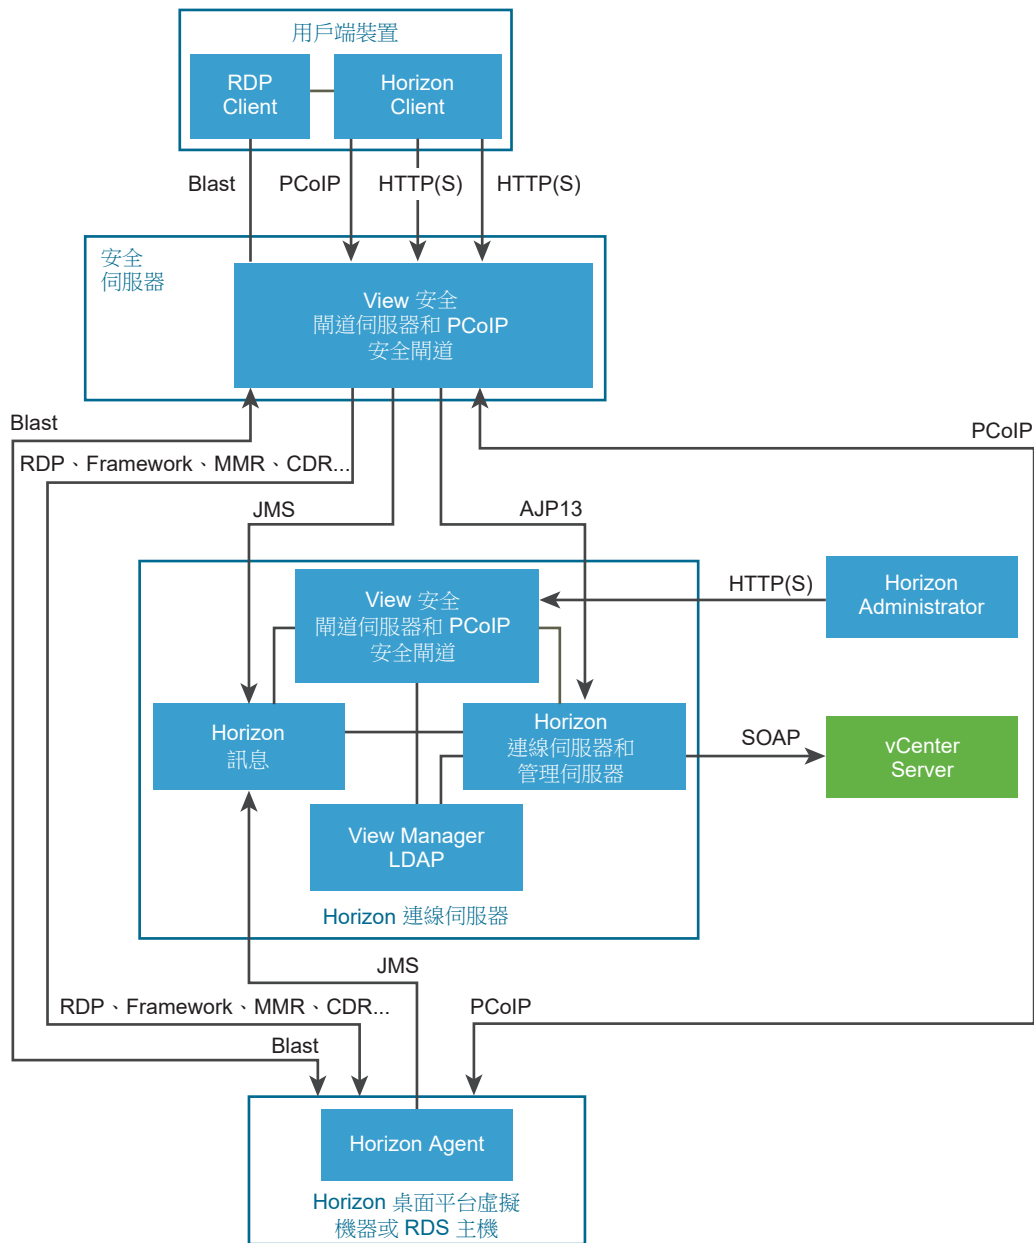 用戶端裝置
RDP
Client
Horizon
Client
Blast
PCoIP
HTTP(S)
HTTP(S)
安全
伺服器
View 安全
閘道伺服器和 PCoIP
安全閘道
Blast
PCoIP
RDP、Framework、MMR、CDR...
JMS
AJP13
View 安全
閘道伺服器和 PCoIP
安全閘道
HTTP(S)
Horizon
Administrator
Horizon
訊息
Horizon
連線伺服器和
管理伺服器
SOAP
vCenter
Server
View Manager
LDAP
Horizon 連線伺服器
JMS
RDP、Framework、MMR、CDR...
PCoIP
Blast
Horizon Agent
Horizon 桌面平台虛擬
機器或 RDS 主機